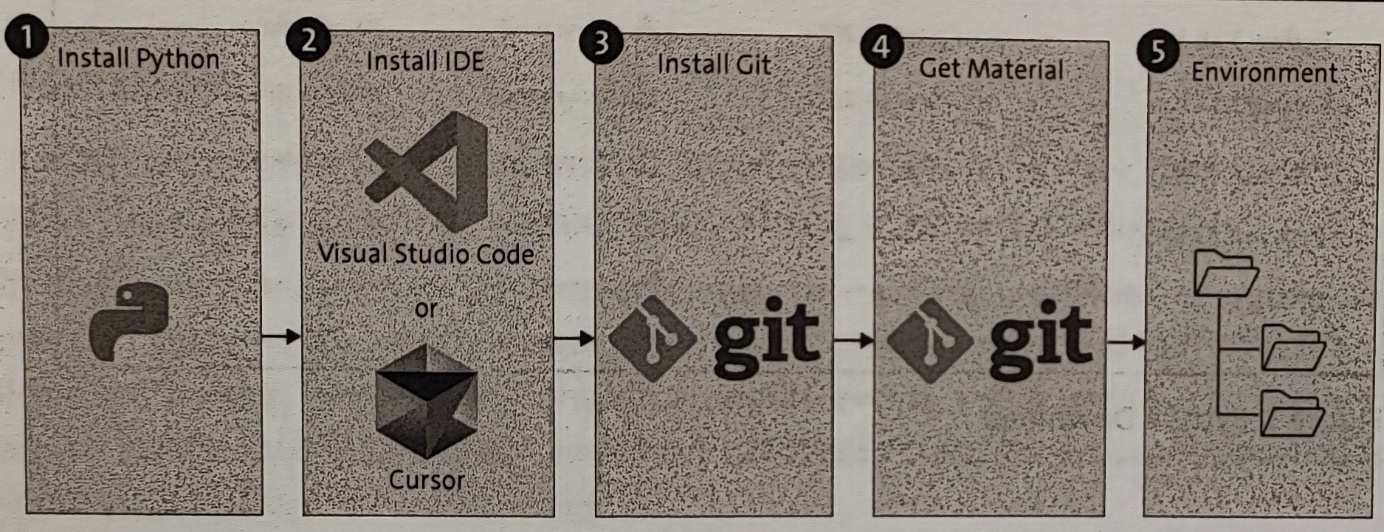 1
Install Python
2
Install IDE
Visual Studio Code
or
Cursor
3
Install Git
git
4
Get Material
git
5
Environment